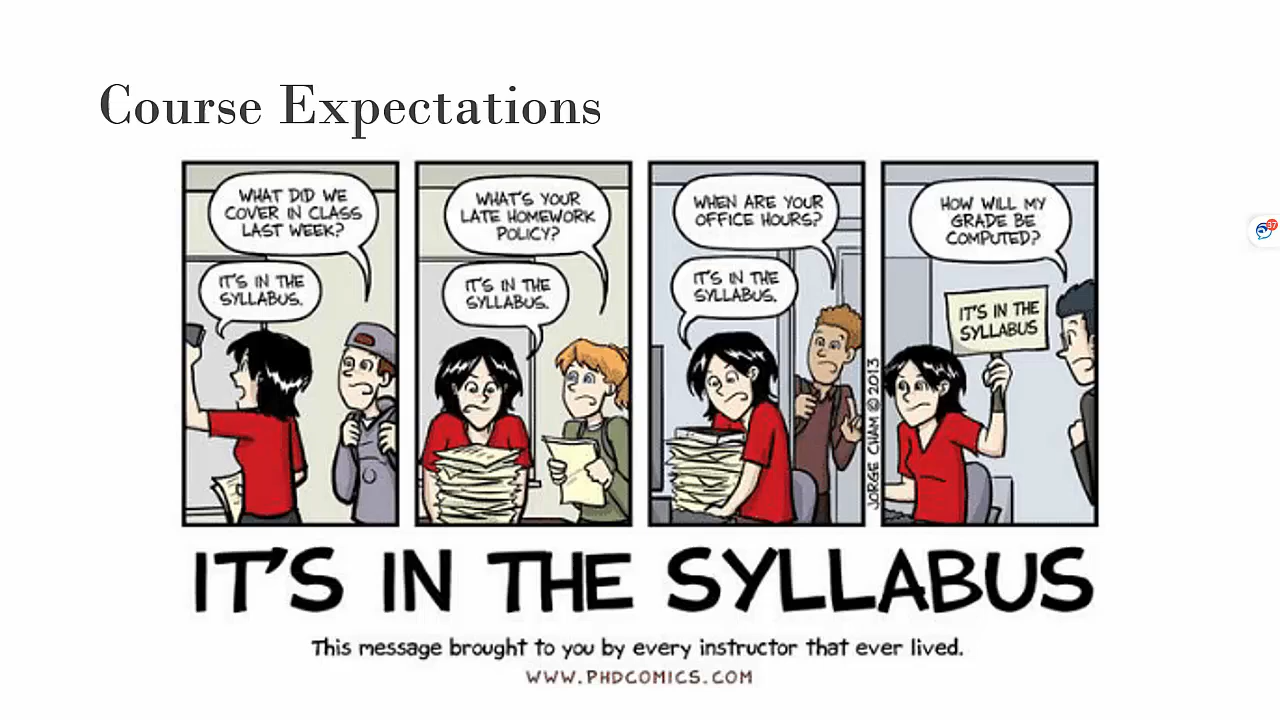 Course Expectations
WHAT DID WE
COVER IN CLASS
LAST WEEK?
IT'S IN THE
SYLLABUS.
WHAT'S YOUR
LATE HOMEWORK
POLICY?
IT'S IN THE
SYLLABUS.
WHEN ARE YOUR
OFFICE HOURS?
IT'S IN THE
SYLLABUS.
JORGE CHAM © 2013
HOW WILL MY
GRADE BE
COMPUTED?
IT'S IN THE
SYLLABUS
IT'S IN THE SYLLABUS
This message brought to you by every instructor that ever lived.
WWW.PHDCOMICS.COM
37